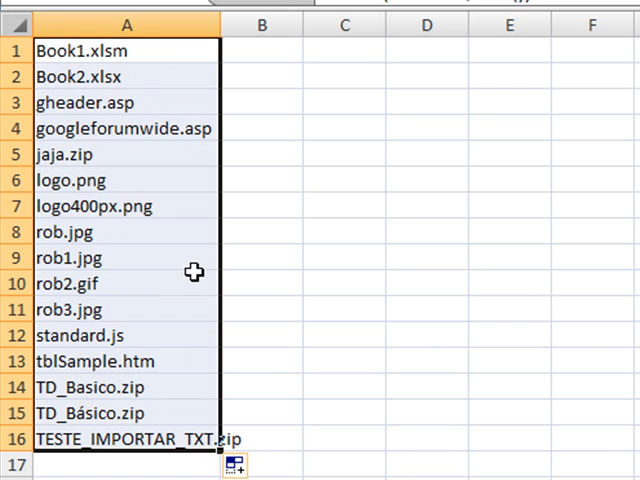 A B C D E F
1 Book1.xlsm
2 Book2.xlsx
3 gheader.asp
4 googleforumwide.asp
5 jaja.zip
6 logo.png
7 logo400px.png
8 rob.jpg
9 rob1.jpg
10 rob2.gif
11 rob3.jpg
12 standard.js
13 tblSample.htm
14 TD_Basico.zip
15 TD_Básico.zip
16 TESTE_IMPORTAR_TXT.zip
17